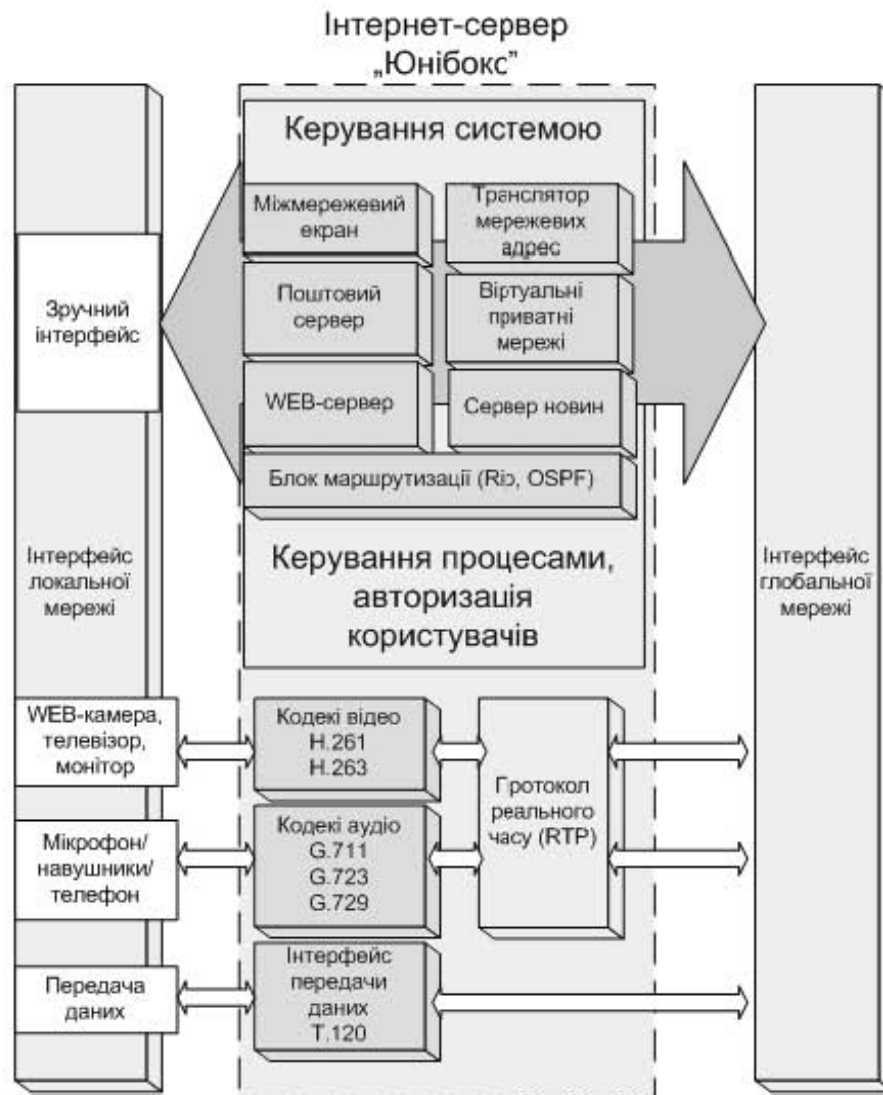 Інтернет-сервер
„Юнібокс”
Керування системою
Міжмережевий
екран
Транслятор
мережевих
адрес
Зручний
інтерфейс
Поштовий
сервер
Віртуальні
приватні
мережі
WEB-сервер
Сервер новин
Блок маршрутизації (Rip, OSPF)
Інтерфейс
локальної
мережі
Керування процесами,
авторизація
користувачів
Інтерфейс
глобальної
мережі
WEB-камера,
телевізор,
монітор
Кодекі відео
H.261
H.263
Протокол
реального
часу (RTP)
Мікрофон/
навушники/
телефон
Кодекі аудіо
G.711
G.723
G.729
Передача
даних
Інтерфейс
передачи
даних
T.120